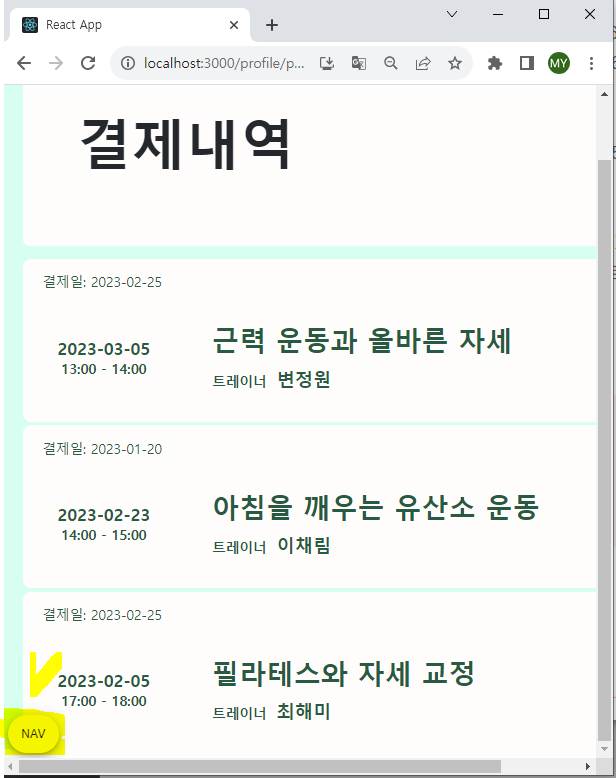 React App
localhost:3000/profile/p...
MY
결제내역
결제일: 2023-02-25
2023-03-05
13:00 - 14:00
근력 운동과 올바른 자세
트레이너 변정원
결제일: 2023-01-20
2023-02-23
14:00 - 15:00
아침을 깨우는 유산소 운동
트레이너 이채림
결제일: 2023-02-25
2023-02-05
17:00 - 18:00
필라테스와 자세 교정
트레이너 최해미
NAV